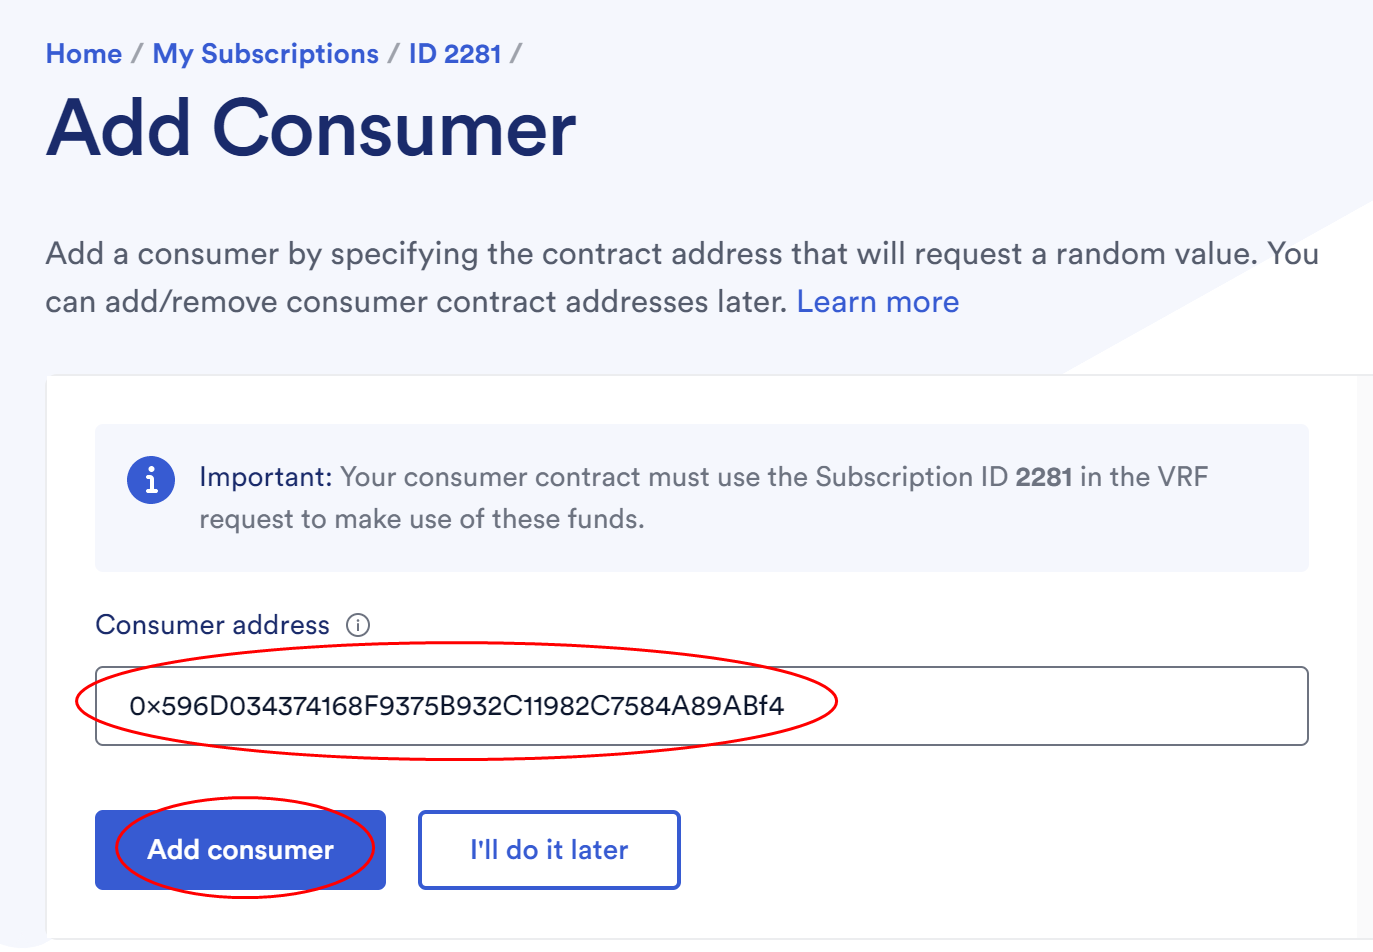 Home / My Subscriptions / ID 2281 /
Add Consumer
Add a consumer by specifying the contract address that will request a random value. You
can add/remove consumer contract addresses later. Learn more
Important: Your consumer contract must use the Subscription ID 2281 in the VRF
request to make use of these funds.
Consumer address
0x596D034374168F9375B932C11982C7584A89ABf4
Add consumer
I'll do it later